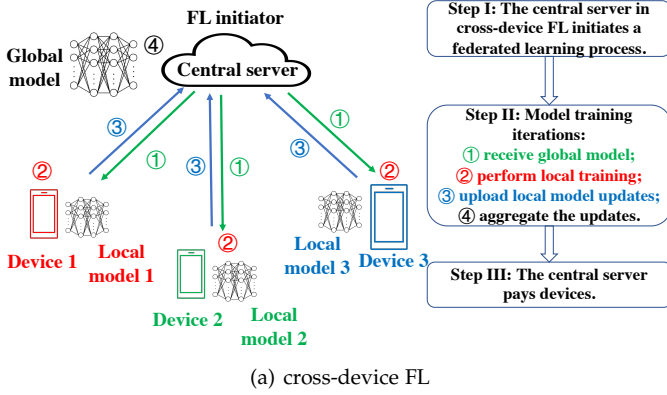 FL initiator
④
Global
model
Central server
③
①
③
①
③
①
②
Device 1
Local
model 1
②
Device 2
Local
model 2
②
Local
model 3
Device 3
Step I: The central server in
cross-device FL initiates a
federated learning process.
Step II: Model training
iterations:
① receive global model;
② perform local training;
③ upload local model updates;
④ aggregate the updates.
Step III: The central server
pays devices.
(a) cross-device FL